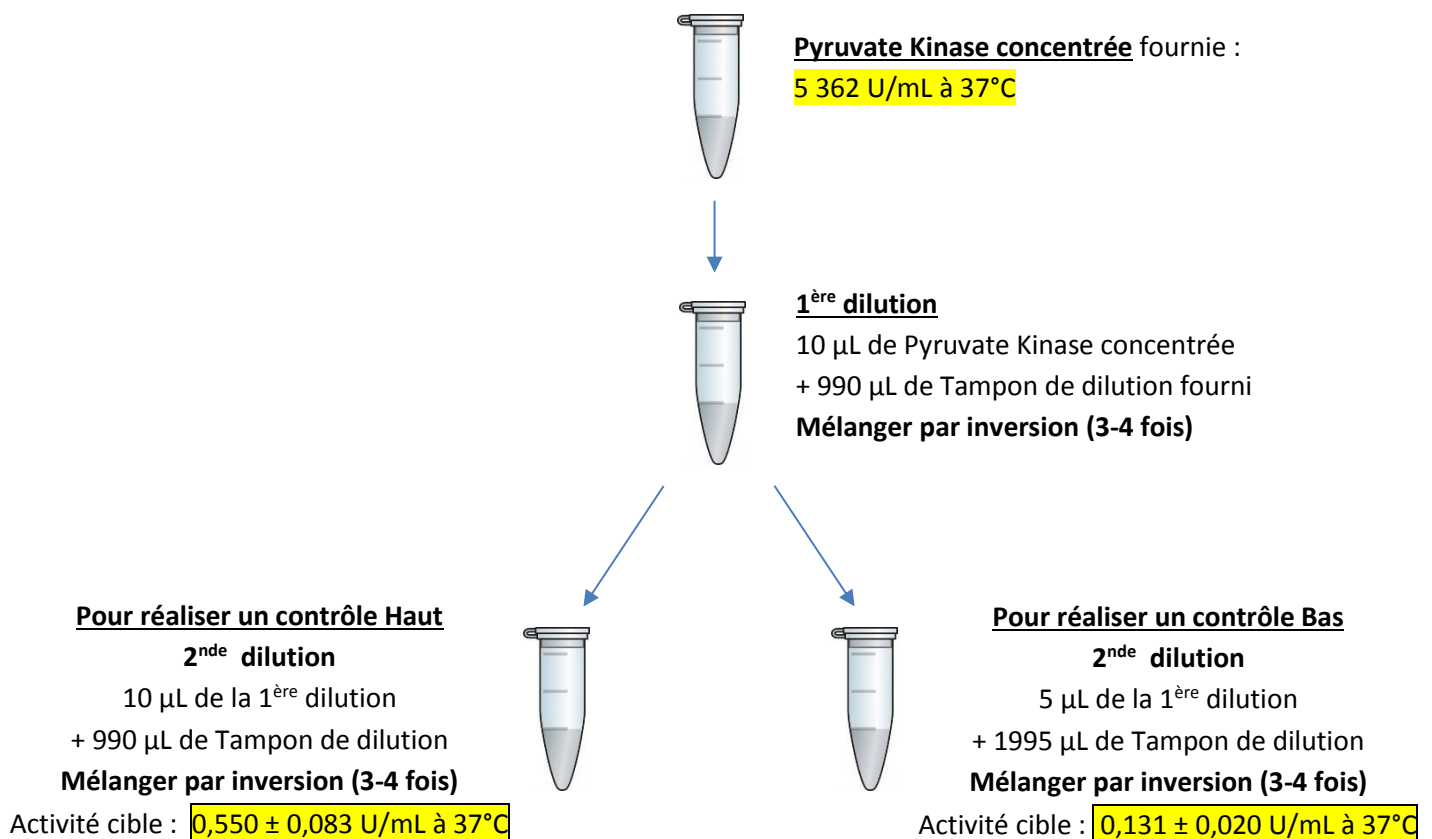 Pyruvate Kinase concentrée fournie :
5 362 U/mL à 37°C
1ère dilution
10 µL de Pyruvate Kinase concentrée
+ 990 µL de Tampon de dilution fourni
Mélanger par inversion (3-4 fois)
Pour réaliser un contrôle Haut
2nde dilution
10 µL de la 1ère dilution
+ 990 µL de Tampon de dilution
Mélanger par inversion (3-4 fois)
Activité cible : 0,550 ± 0,083 U/mL à 37°C
Pour réaliser un contrôle Bas
2nde dilution
5 µL de la 1ère dilution
+ 1995 µL de Tampon de dilution
Mélanger par inversion (3-4 fois)
Activité cible : 0,131 ± 0,020 U/mL à 37°C